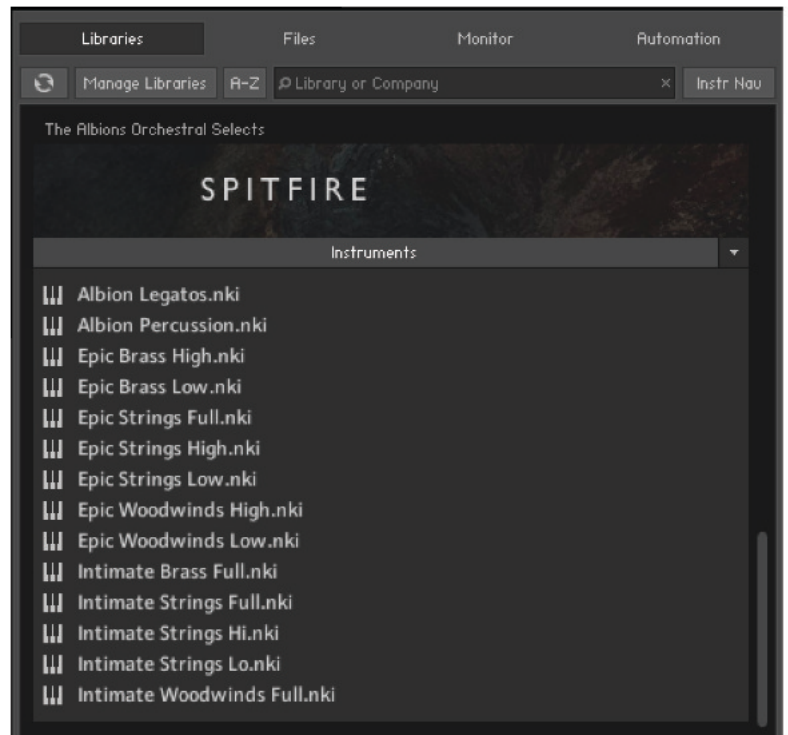 Libraries Files Monitor Automation
Manage Libraries A-Z Library or Company × Instr Nav
The Albions Orchestral Selects
SPITFIRE
Instruments
Albion Legatos.nki
Albion Percussion.nki
Epic Brass High.nki
Epic Brass Low.nki
Epic Strings Full.nki
Epic Strings High.nki
Epic Strings Low.nki
Epic Woodwinds High.nki
Epic Woodwinds Low.nki
Intimate Brass Full.nki
Intimate Strings Full.nki
Intimate Strings Hi.nki
Intimate Strings Lo.nki
Intimate Woodwinds Full.nki